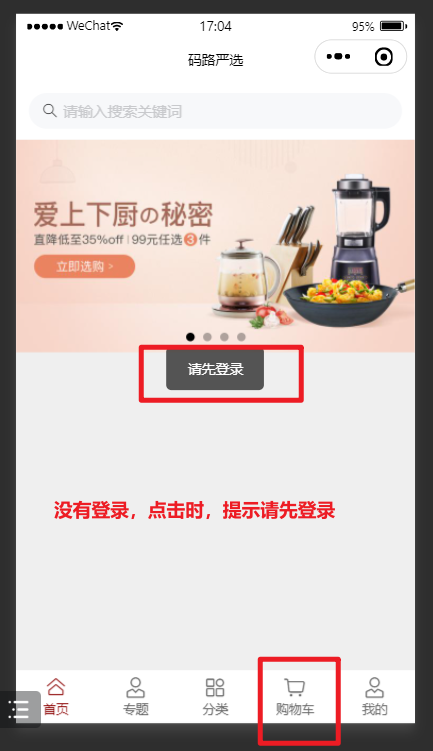 WeChat 17:04 95%
码路严选
请输入搜索关键词
爱上下厨の秘密
直降低至35%off | 99元任选3件
立即选购 >
请先登录
没有登录，点击时，提示请先登录
首页 专题 分类 购物车 我的